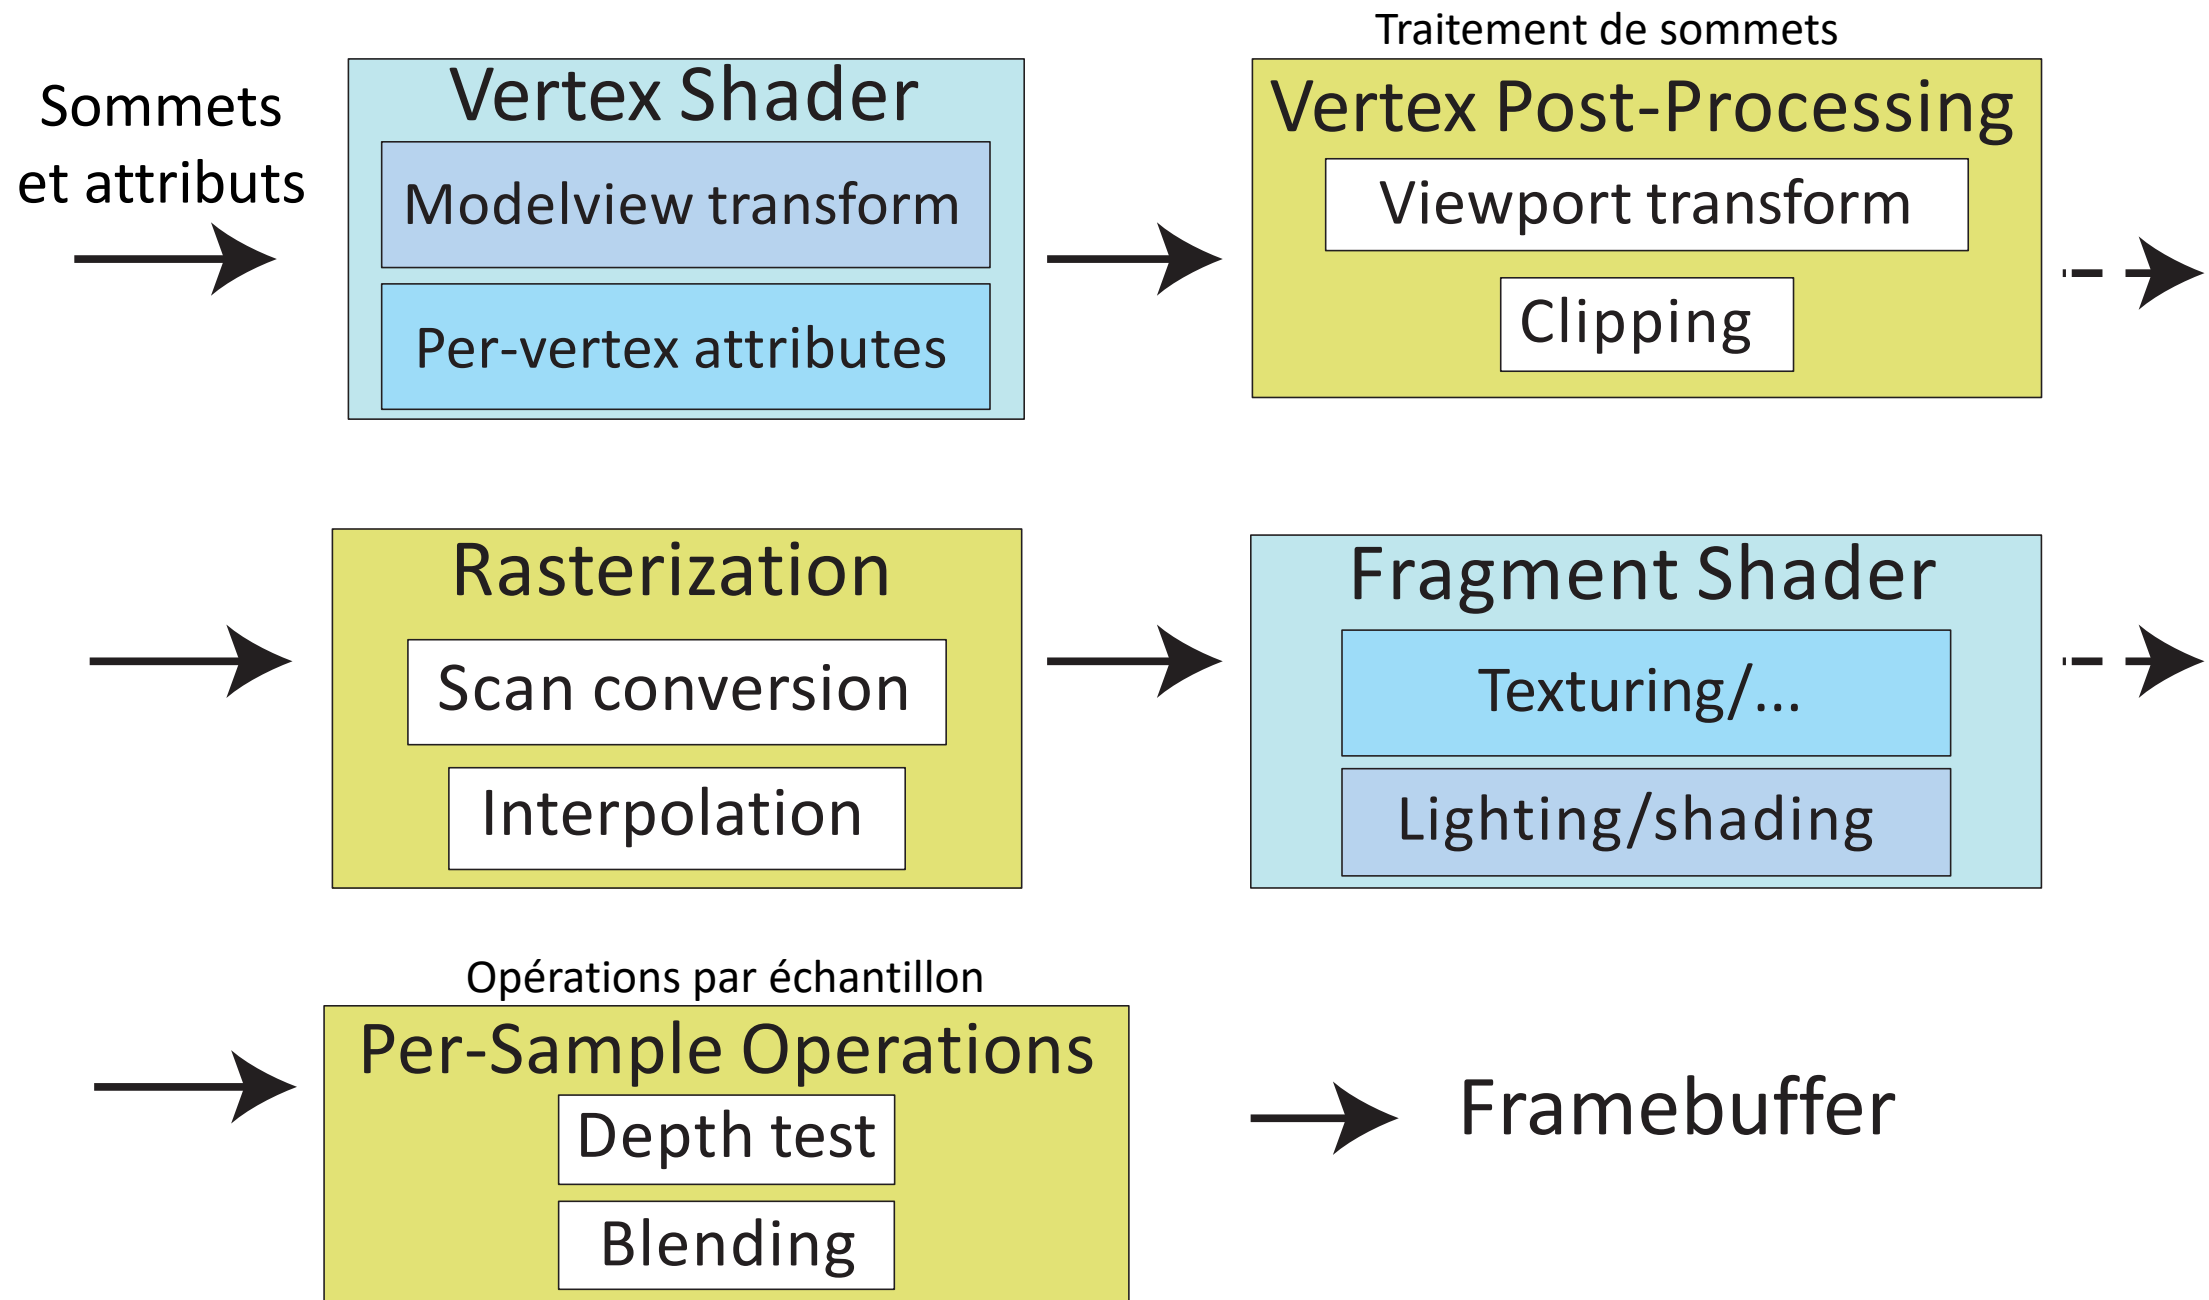 Sommets
et attributs
Vertex Shader
Modelview transform
Per-vertex attributes
Traitement de sommets
Vertex Post-Processing
Viewport transform
Clipping
Rasterization
Scan conversion
Interpolation
Fragment Shader
Texturing/...
Lighting/shading
Opérations par échantillon
Per-Sample Operations
Depth test
Blending
Framebuffer